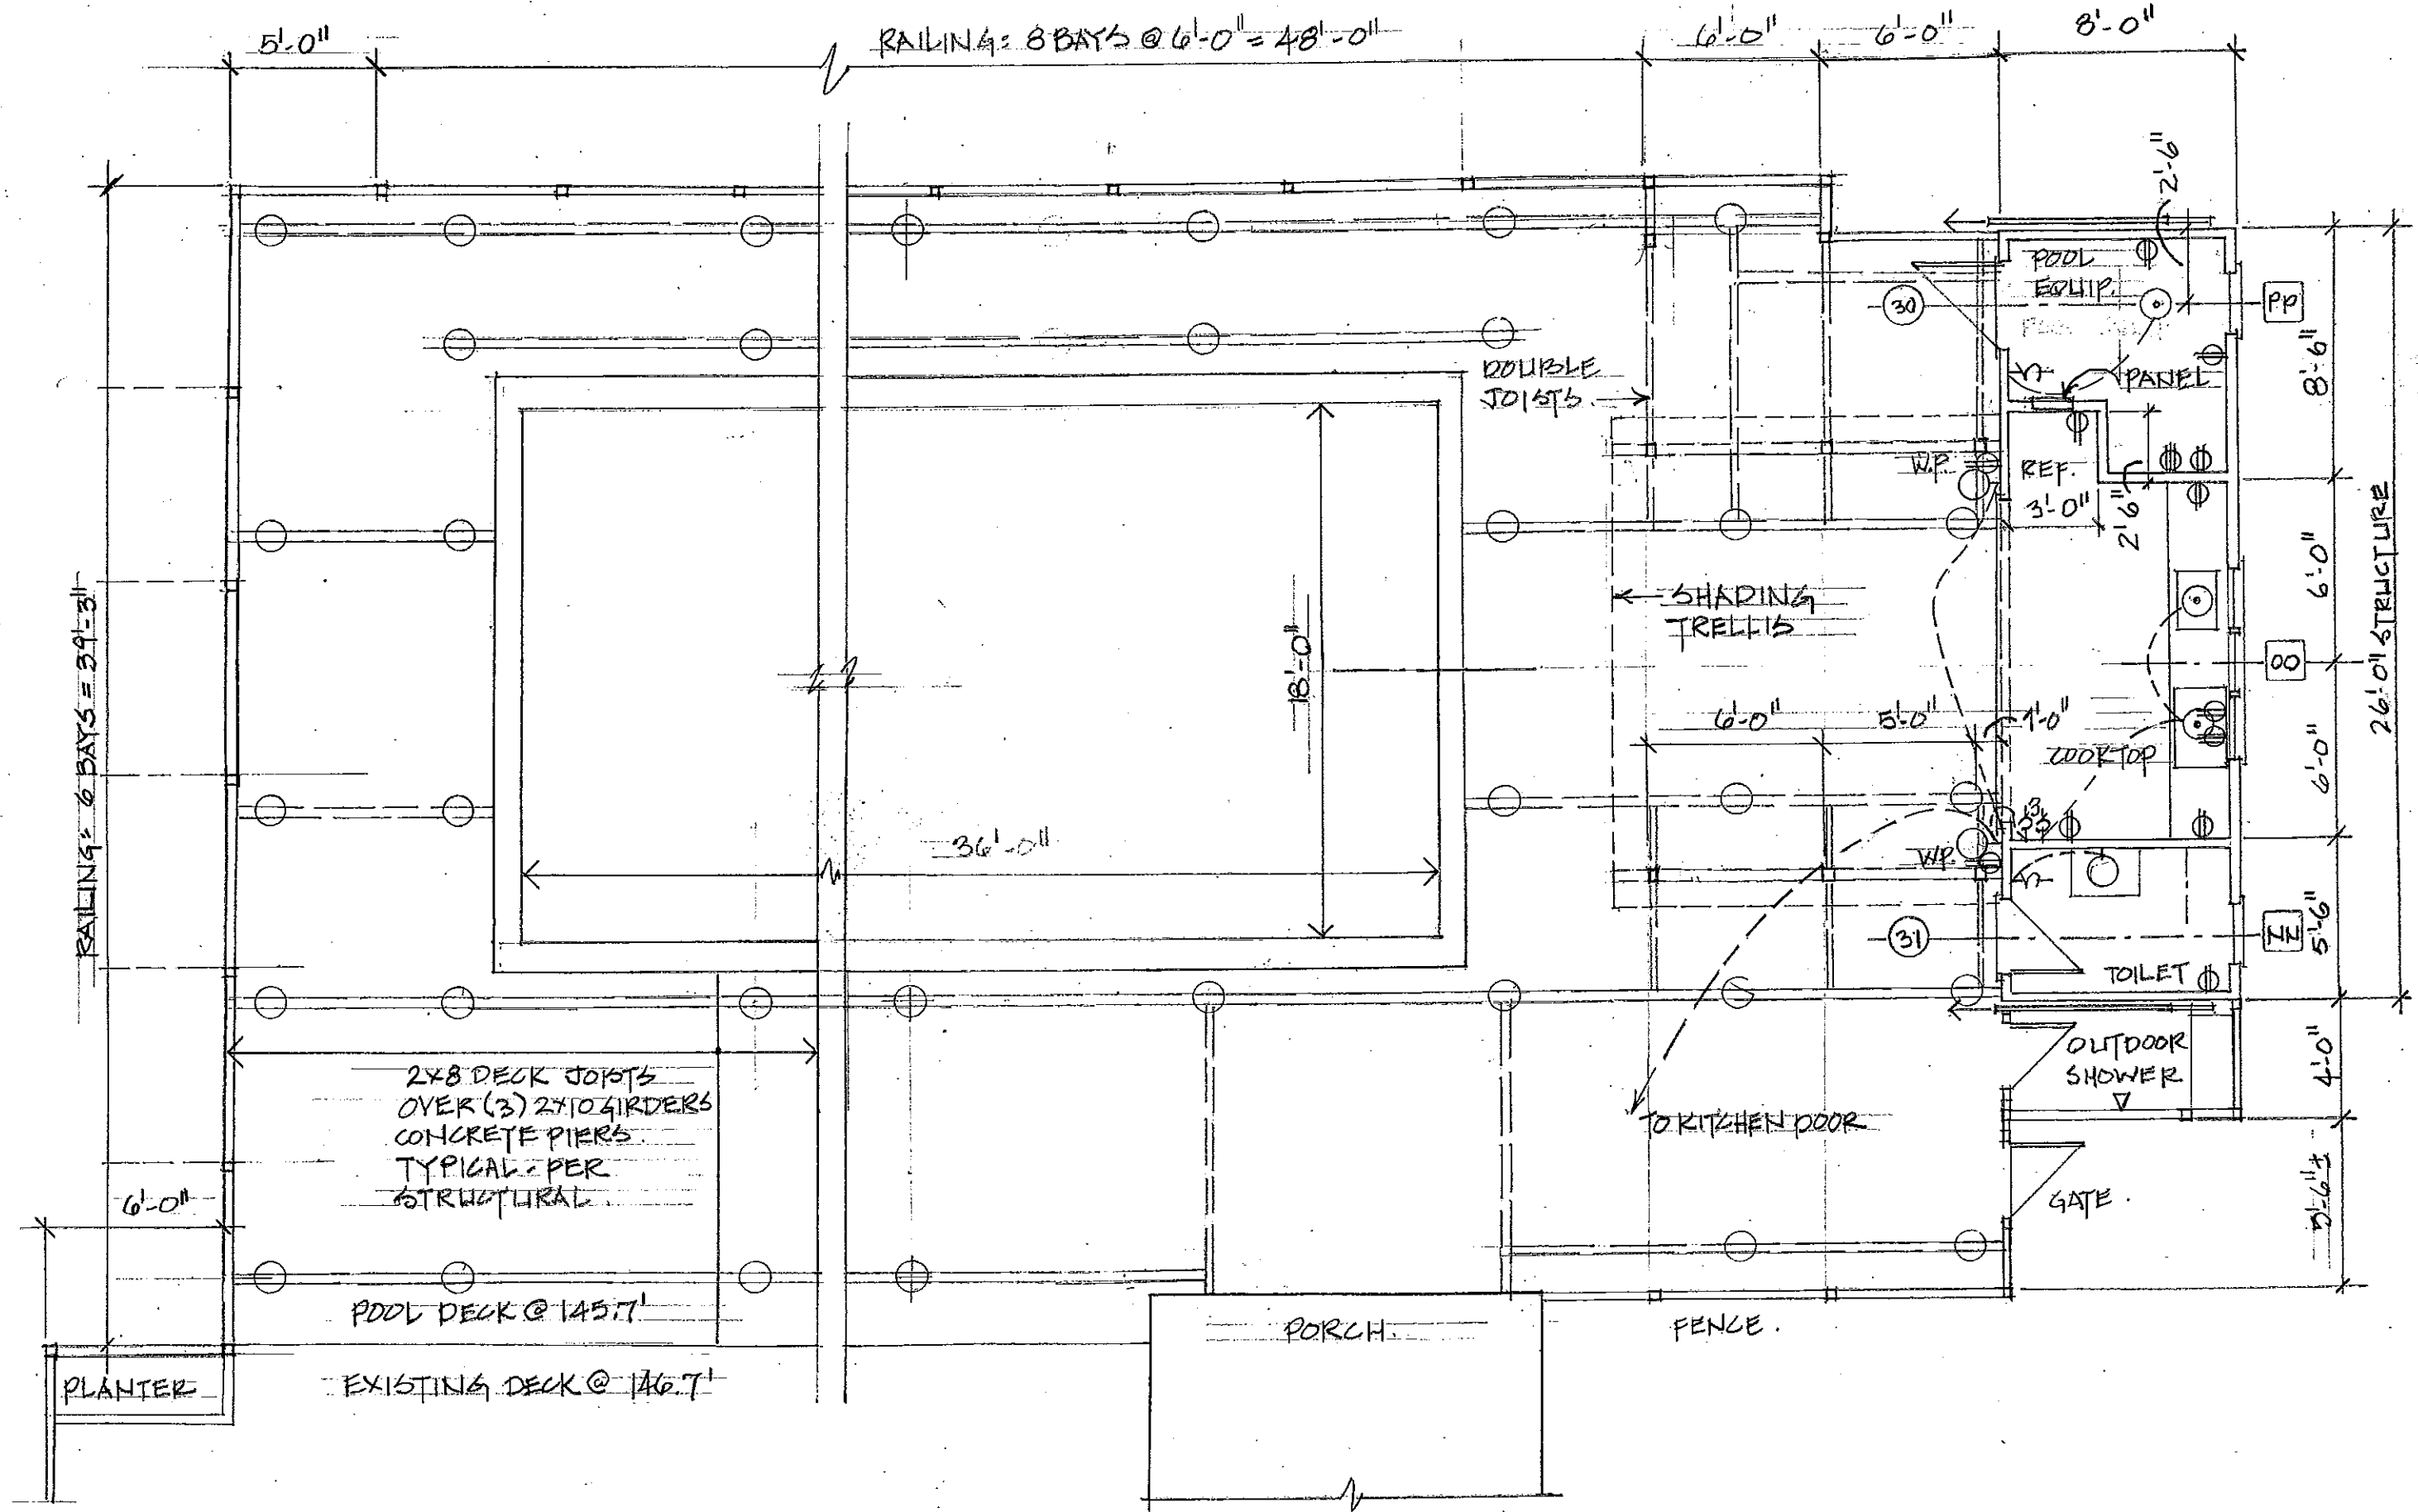 5'-0"
RAILING: 8 BAYS @ 6'-0" = 48'-0"
6'-0"
6'-0"
8'-0"
2'-6"
POOL
EQUIP.
30
PP
8'-6"
PANEL
DOUBLE
JOISTS
W.P.
REF.
3'-0"
2'-6"
6'-0"
26'-0" STRUCTURE
SHADING
TRELLIS
RAILING: 6 BAYS = 39'-3"
18'-0"
OO
6'-0"
5'-0"
1'-0"
COOKTOP
6'-0"
36'-0"
W.P.
31
5'-6"
TOILET
2X8 DECK JOISTS
OVER (3) 2X10 GIRDERS
CONCRETE PIERS
TYPICAL - PER
STRUCTURAL
OUTDOOR
SHOWER
4'-0"
TO KITCHEN DOOR
6'-0"
GATE.
5'-6"±
POOL DECK @ 145.7'
PORCH.
FENCE.
PLANTER
EXISTING DECK @ 146.7'